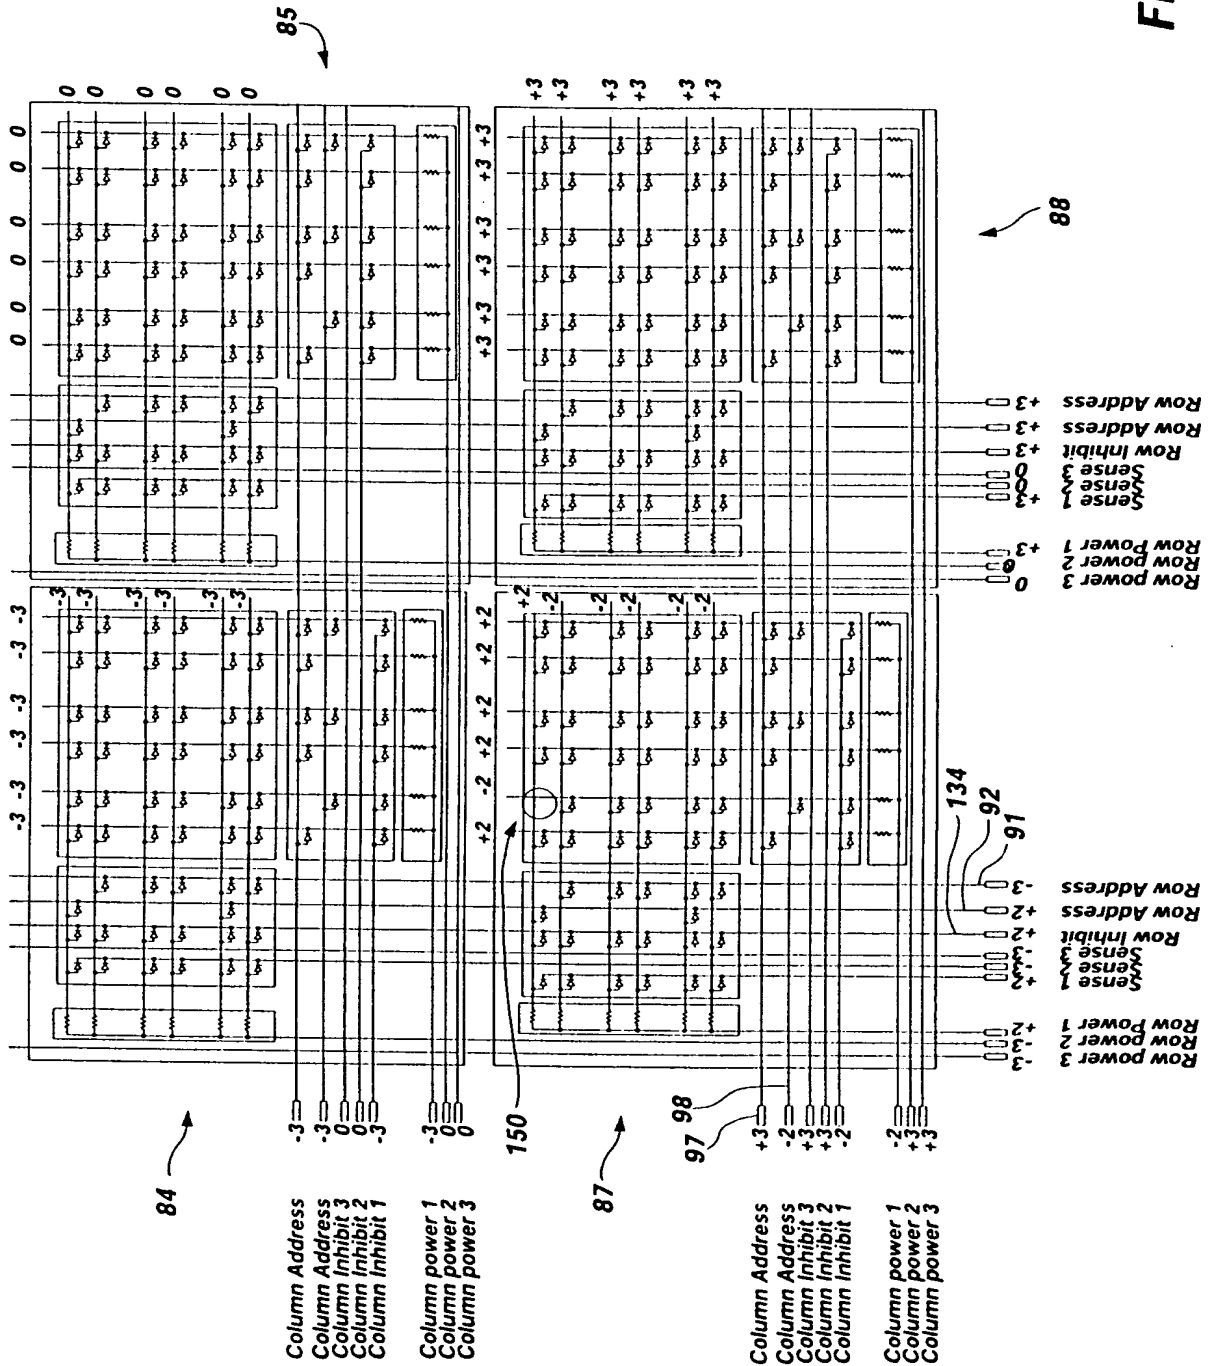 85
0 0 0 0 0 0
0 0 0 0 0 0
+3 +3 +3 +3 +3 +3
+3 +3 +3 +3 +3 +3
88
-3 -3 -3 -3 -3 -3
-3 -3 -3 -3 -3 -3
+2 -2 +2 +2 +2 +2
+2 -2 -2 -2 -2 -2
84
150
87
98
97
134
92
91
Row Address +3
Row Address +3
Row Inhibit +3
Sense 3 0
Sense 2 0
Sense 1 +3
Row Power 1 +3
Row power 2 0
Row power 3 0
Row Address -3
Row Address +2
Row Inhibit +2
Sense 3 -3
Sense 2 -3
Sense 1 +2
Row Power 1 +2
Row power 2 -3
Row power 3 -3
Column Address -3
Column Address -3
Column Inhibit 3 0
Column Inhibit 2 0
Column Inhibit 1 -3
Column power 1 -3
Column power 2 0
Column power 3 0
Column Address +3
Column Address -2
Column Inhibit 3 +3
Column Inhibit 2 +3
Column Inhibit 1 -2
Column power 1 -2
Column power 2 +3
Column power 3 +3